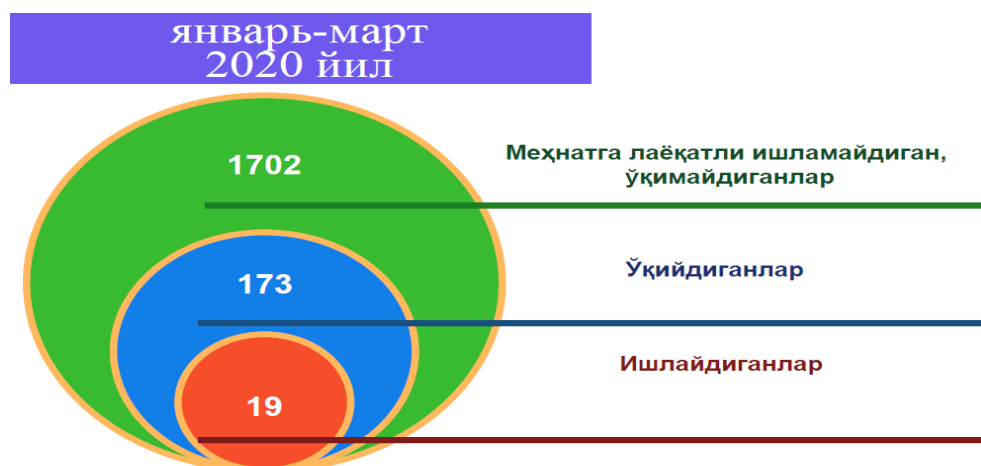 январь-март
2020 йил
1702
Меҳнатга лаёқатли ишламайдиган,
ўқимайдиганлар
173
Ўқийдиганлар
19
Ишлайдиганлар